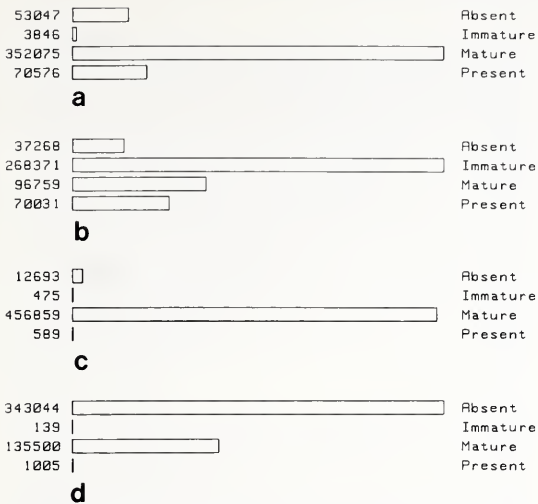 53047 Absent
3846 Immature
352075 Mature
70576 Present
a
37268 Absent
268371 Immature
96759 Mature
70031 Present
b
12693 Absent
475 Immature
456859 Mature
589 Present
c
343044 Absent
139 Immature
135500 Mature
1005 Present
d